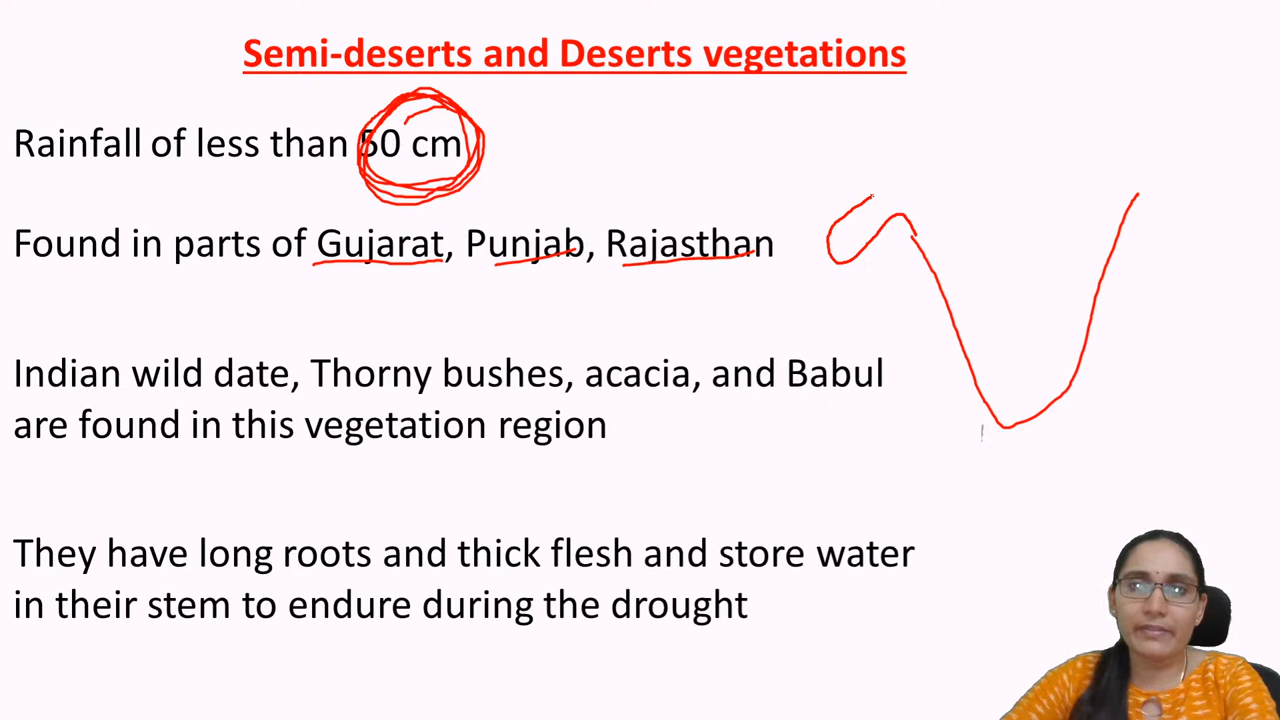 Semi-deserts and Deserts vegetations
Rainfall of less than 50 cm
Found in parts of Gujarat, Punjab, Rajasthan
Indian wild date, Thorny bushes, acacia, and Babul
are found in this vegetation region
They have long roots and thick flesh and store water
in their stem to endure during the drought